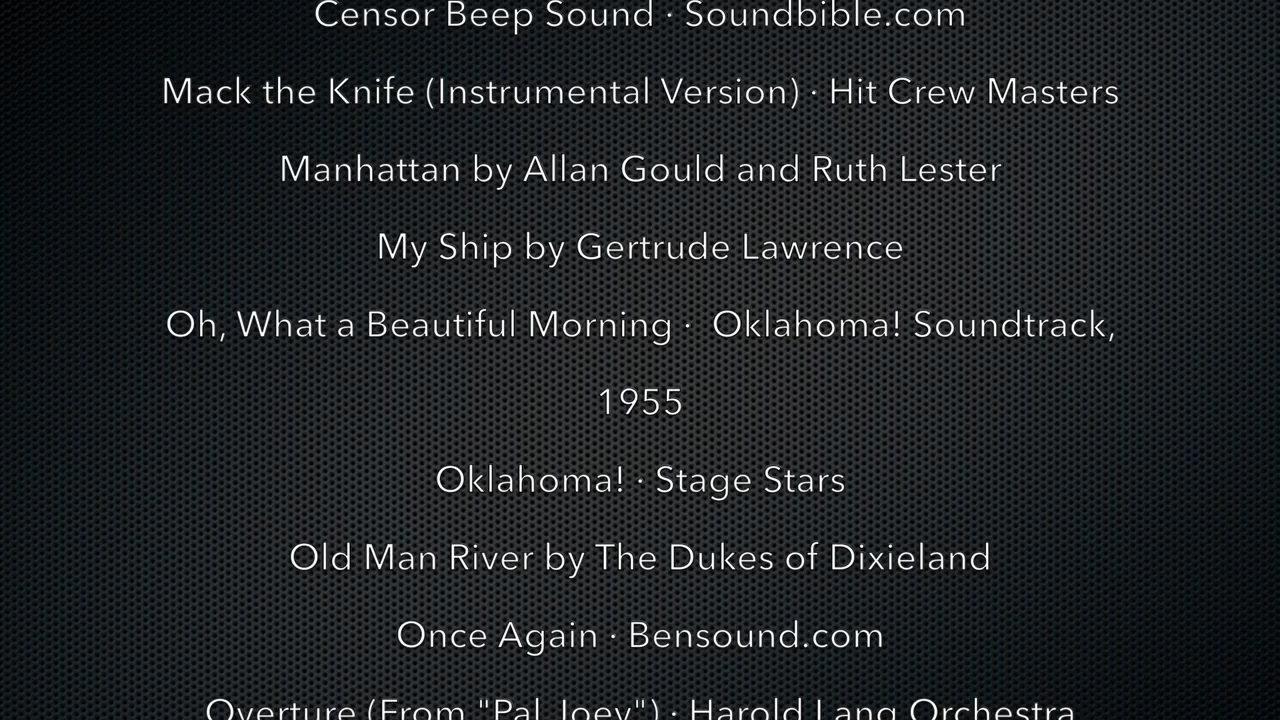 Censor Beep Sound · Soundbible.com
Mack the Knife (Instrumental Version) · Hit Crew Masters
Manhattan by Allan Gould and Ruth Lester
My Ship by Gertrude Lawrence
Oh, What a Beautiful Morning ·  Oklahoma! Soundtrack,
1955
Oklahoma! · Stage Stars
Old Man River by The Dukes of Dixieland
Once Again · Bensound.com
Overture (From "Pal Joey") · Harold Lang Orchestra